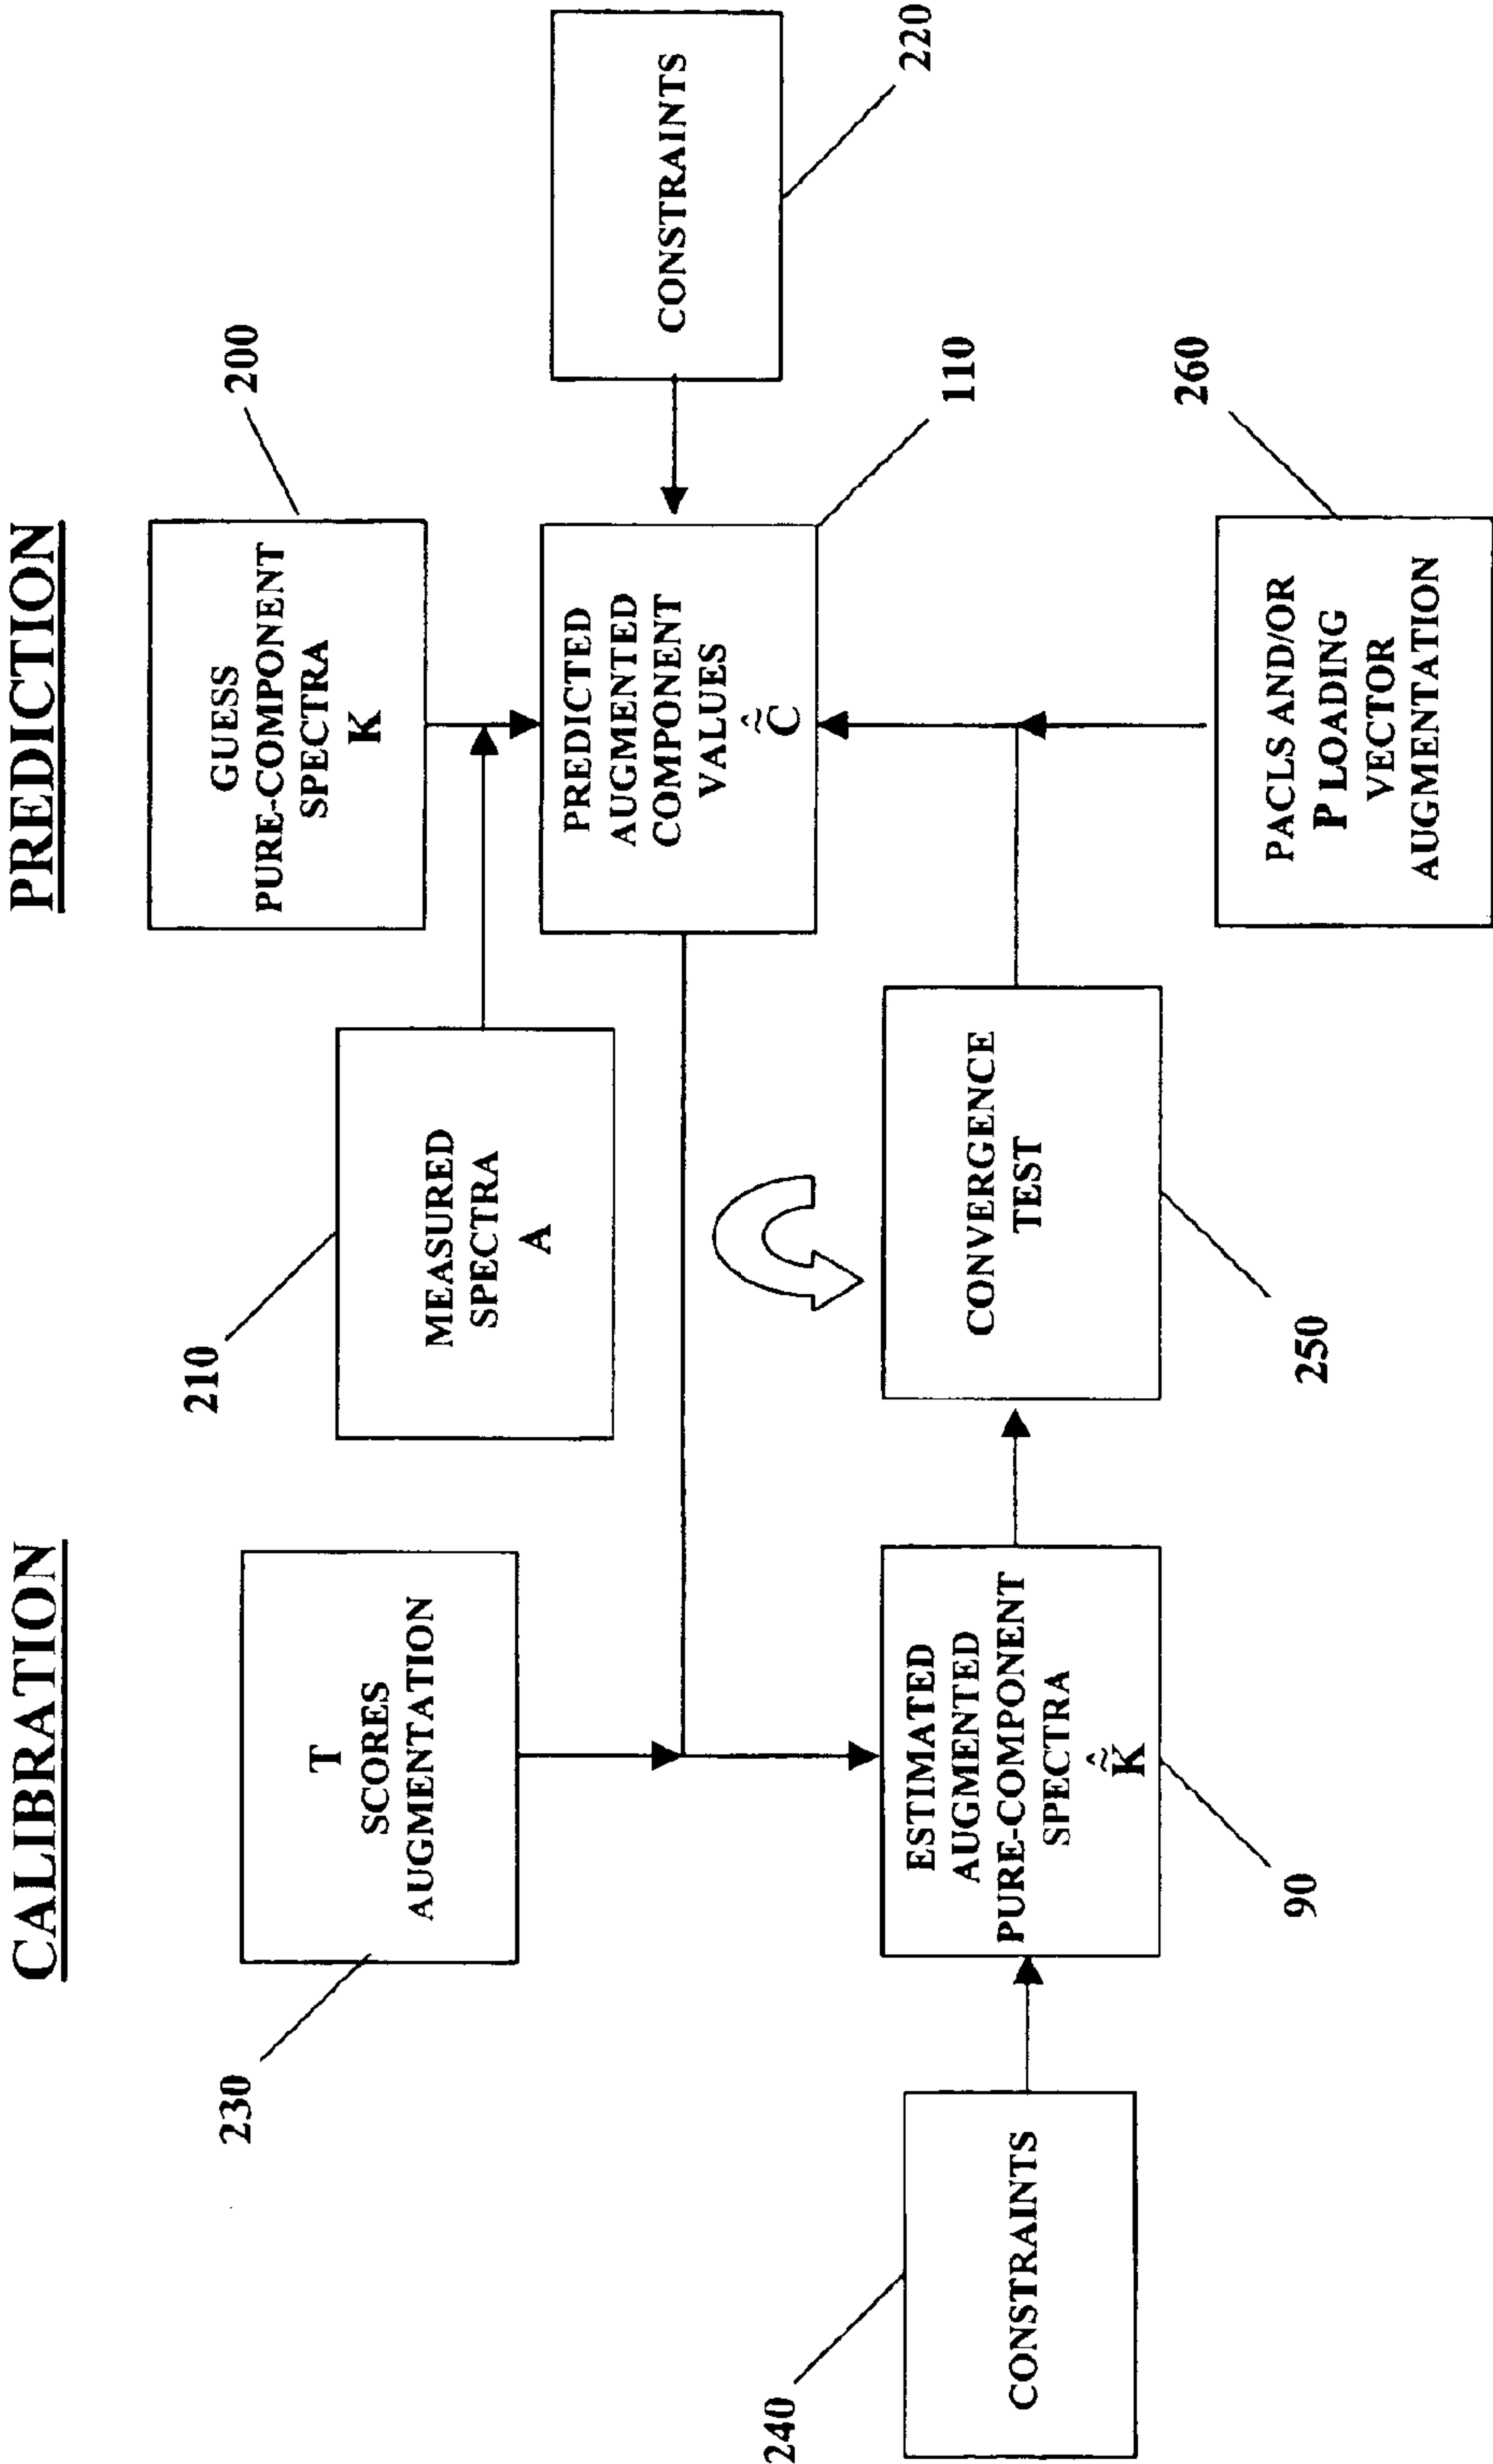 CALIBRATION
PREDICTION
230
T
SCORES
AUGMENTATION
210
MEASURED
SPECTRA
A
200
GUESS
PURE-COMPONENT
SPECTRA
K
PREDICTED
AUGMENTED
COMPONENT
VALUES
C̃̂
110
CONSTRAINTS
220
240
CONSTRAINTS
ESTIMATED
AUGMENTED
PURE-COMPONENT
SPECTRA
K̃̂
90
CONVERGENCE
TEST
250
260
PACLS AND/OR
P LOADING
VECTOR
AUGMENTATION